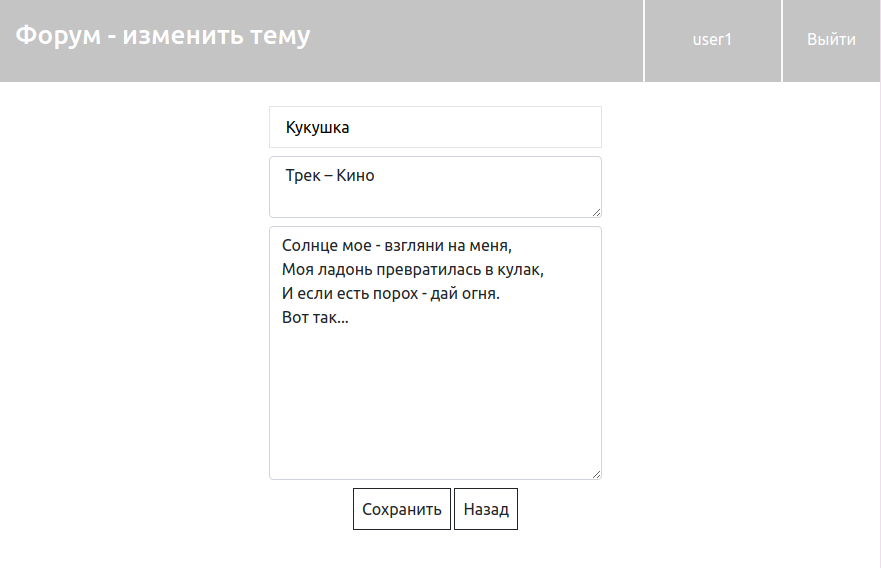 Форум - изменить тему
user1
Выйти
Кукушка
Трек – Кино
Солнце мое - взгляни на меня,
Моя ладонь превратилась в кулак,
И если есть порох - дай огня.
Вот так...
Сохранить
Назад